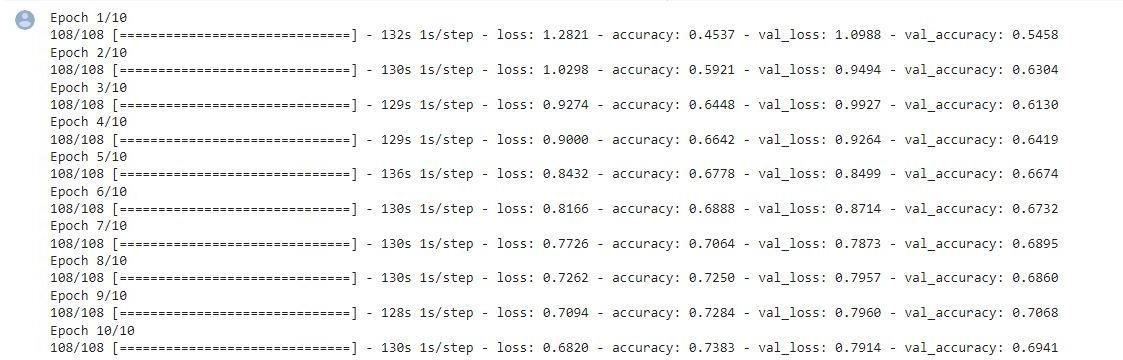 Epoch 1/10
108/108 [==============================] - 132s 1s/step - loss: 1.2821 - accuracy: 0.4537 - val_loss: 1.0988 - val_accuracy: 0.5458
Epoch 2/10
108/108 [==============================] - 130s 1s/step - loss: 1.0298 - accuracy: 0.5921 - val_loss: 0.9494 - val_accuracy: 0.6304
Epoch 3/10
108/108 [==============================] - 129s 1s/step - loss: 0.9274 - accuracy: 0.6448 - val_loss: 0.9927 - val_accuracy: 0.6130
Epoch 4/10
108/108 [==============================] - 129s 1s/step - loss: 0.9000 - accuracy: 0.6642 - val_loss: 0.9264 - val_accuracy: 0.6419
Epoch 5/10
108/108 [==============================] - 136s 1s/step - loss: 0.8432 - accuracy: 0.6778 - val_loss: 0.8499 - val_accuracy: 0.6674
Epoch 6/10
108/108 [==============================] - 130s 1s/step - loss: 0.8166 - accuracy: 0.6888 - val_loss: 0.8714 - val_accuracy: 0.6732
Epoch 7/10
108/108 [==============================] - 130s 1s/step - loss: 0.7726 - accuracy: 0.7064 - val_loss: 0.7873 - val_accuracy: 0.6895
Epoch 8/10
108/108 [==============================] - 130s 1s/step - loss: 0.7262 - accuracy: 0.7250 - val_loss: 0.7957 - val_accuracy: 0.6860
Epoch 9/10
108/108 [==============================] - 128s 1s/step - loss: 0.7094 - accuracy: 0.7284 - val_loss: 0.7960 - val_accuracy: 0.7068
Epoch 10/10
108/108 [==============================] - 130s 1s/step - loss: 0.6820 - accuracy: 0.7383 - val_loss: 0.7914 - val_accuracy: 0.6941